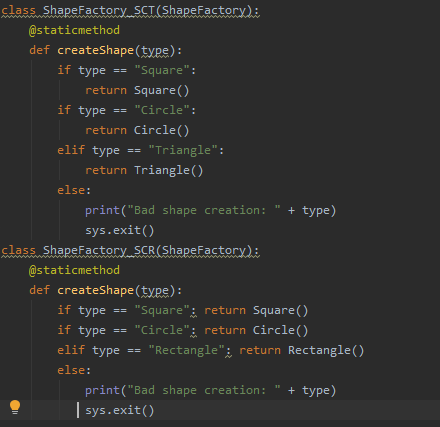 class ShapeFactory_SCT(ShapeFactory):
    @staticmethod
    def createShape(type):
        if type == "Square":
            return Square()
        if type == "Circle":
            return Circle()
        elif type == "Triangle":
            return Triangle()
        else:
            print("Bad shape creation: " + type)
            sys.exit()
class ShapeFactory_SCR(ShapeFactory):
    @staticmethod
    def createShape(type):
        if type == "Square": return Square()
        if type == "Circle": return Circle()
        elif type == "Rectangle": return Rectangle()
        else:
            print("Bad shape creation: " + type)
            sys.exit()